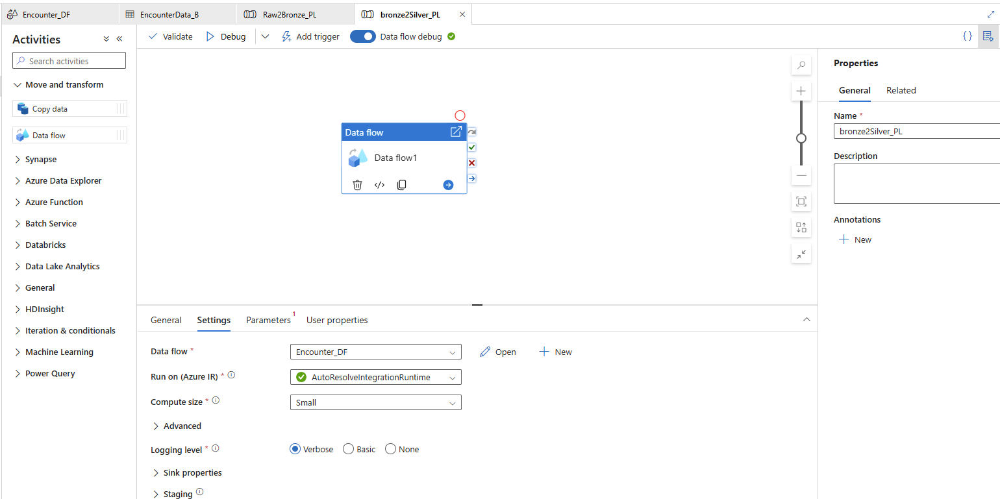 Encounter_DF
EncounterData_B
Raw2Bronze_PL
bronze2Silver_PL
Activities
Validate
Debug
Add trigger
Data flow debug
Search activities
Move and transform
Copy data
Data flow
Synapse
Azure Data Explorer
Azure Function
Batch Service
Databricks
Data Lake Analytics
General
HDInsight
Iteration & conditionals
Machine Learning
Power Query
Data flow
Data flow1
General
Settings
Parameters 1
User properties
Data flow *
Encounter_DF
Open
New
Run on (Azure IR) *
AutoResolveIntegrationRuntime
Compute size *
Small
Advanced
Logging level *
Verbose
Basic
None
Sink properties
Staging
Properties
General
Related
Name *
bronze2Silver_PL
Description
Annotations
New